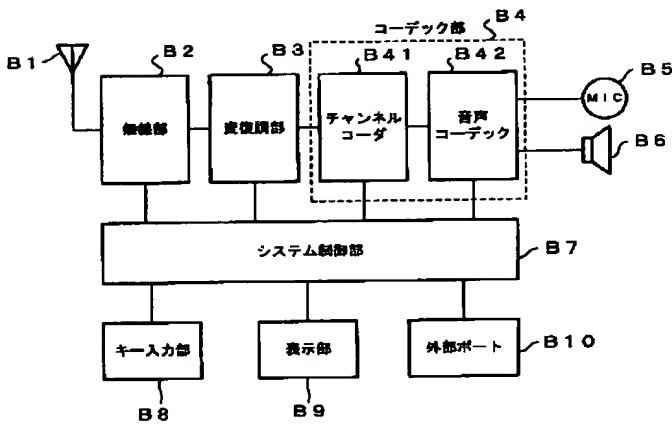 コーデック部
B4
B1
B2
B3
B41
B42
B5
無線部
変復調部
チャンネル
コーダ
音声
コーデック
MIC
B6
システム制御部
B7
キー入力部
表示部
外部ポート
B10
B8
B9